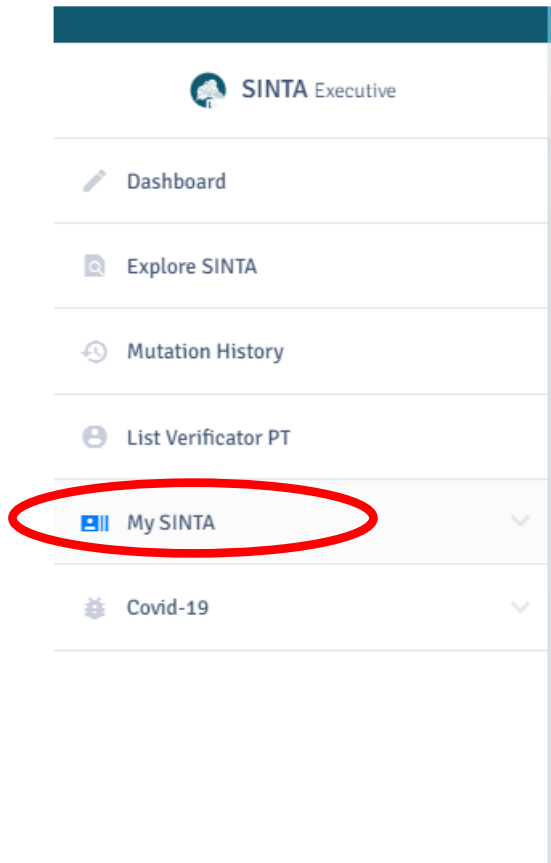 SINTA Executive
Dashboard
Explore SINTA
Mutation History
List Verificator PT
My SINTA
Covid-19